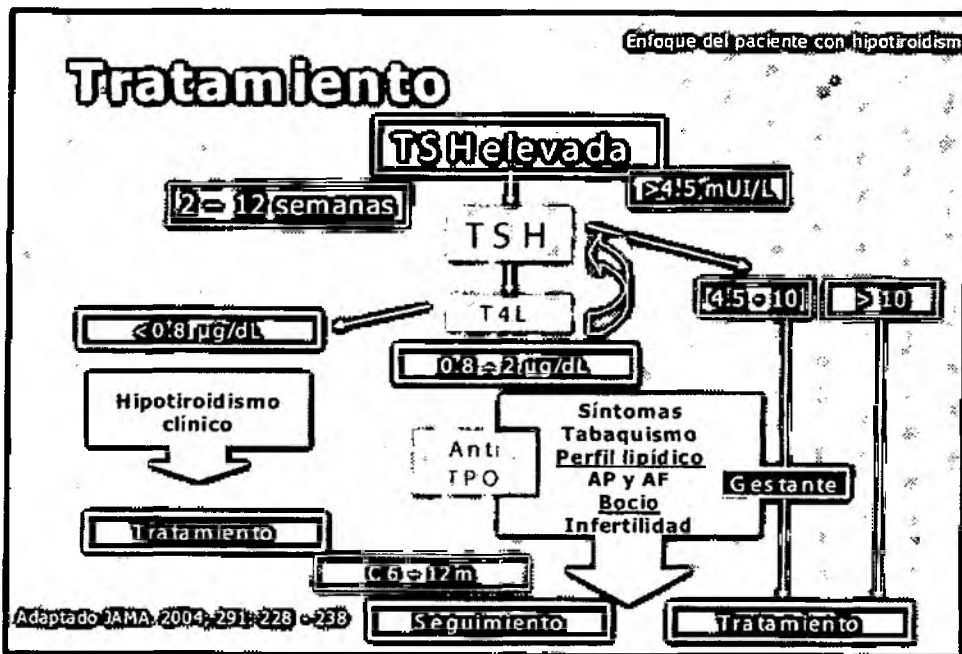 Enfoque del paciente con hipotiroidism
Tratamiento
TSH elevada
>4.5 mUI/L
2 ⇔ 12 semanas
TSH
4.5 ⇔ 10
> 10
T4L
<0.8 µg/dL
0.8 ⇔ 2 µg/dL
Hipotiroidismo
clínico
Anti
TPO
Síntomas
Tabaquismo
Perfil lipídico
AP y AF
Bocio
Infertilidad
Gestante
Tratamiento
C 6 ⇔ 12 m
Adaptado JAMA. 2004; 291: 228 ⇔ 238
Seguimiento
Tratamiento